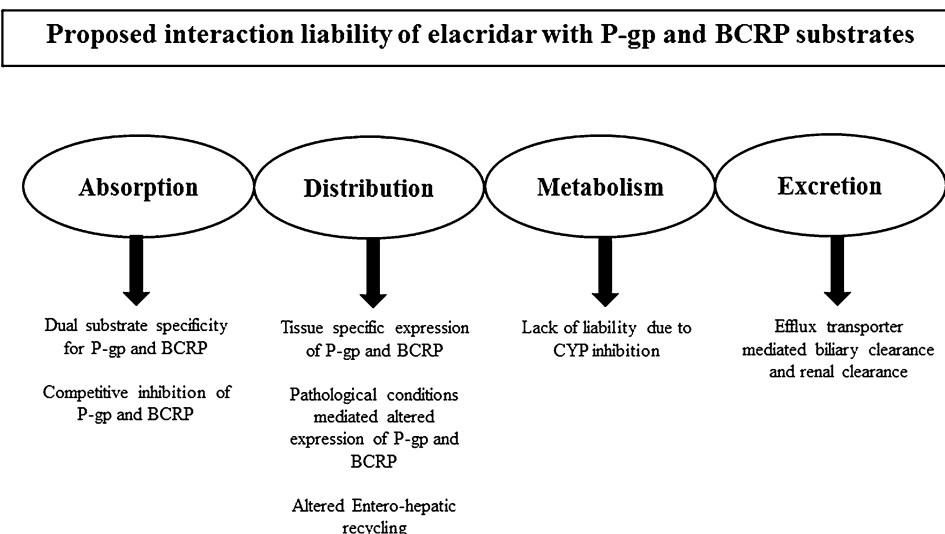 Proposed interaction liability of elacridar with P-gp and BCRP substrates
Absorption
Distribution
Metabolism
Excretion
Dual substrate specificity
for P-gp and BCRP
Competitive inhibition of
P-gp and BCRP
Tissue specific expression
of P-gp and BCRP
Pathological conditions
mediated altered
expression of P-gp and
BCRP
Altered Entero-hepatic
recycling
Lack of liability due to
CYP inhibition
Efflux transporter
mediated biliary clearance
and renal clearance